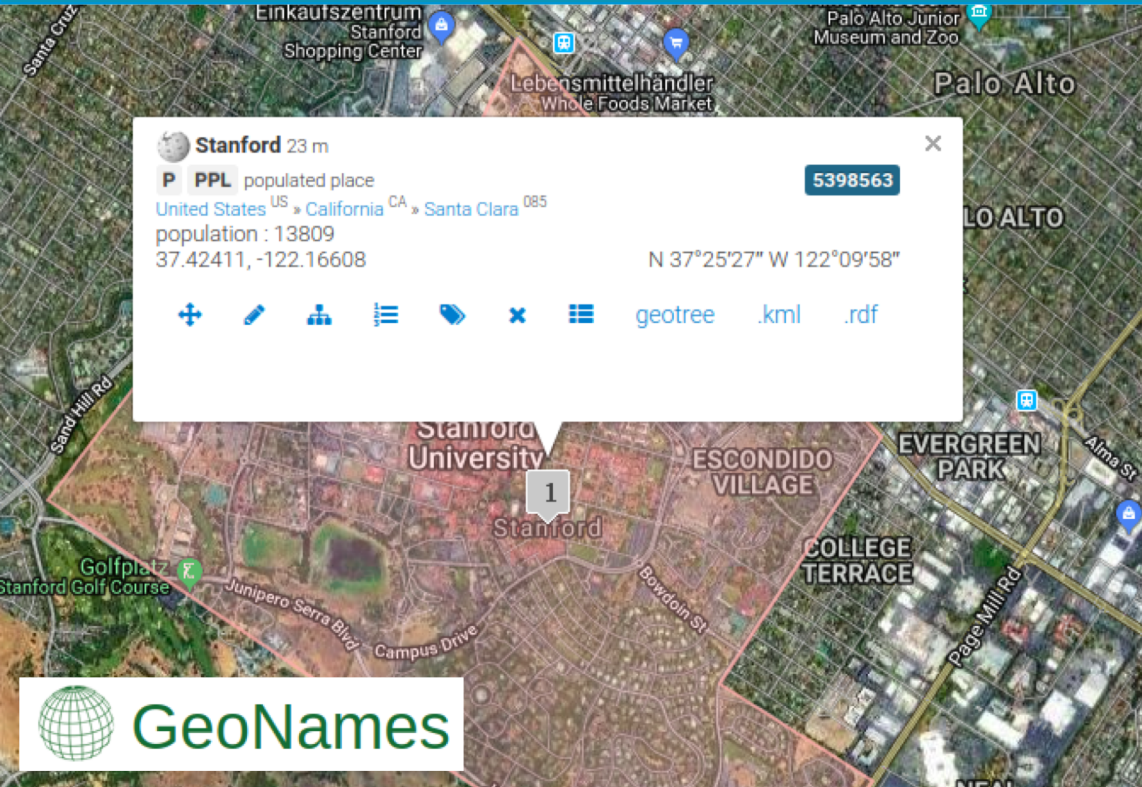 Santa Cruz
Einkaufszentrum
Stanford
Shopping Center
Palo Alto Junior
Museum and Zoo
Lebensmittelhändler
Whole Foods Market
Palo Alto
Stanford 23 m
P PPL populated place
5398563
United States US » California CA » Santa Clara 085
population : 13809
37.42411, -122.16608
N 37°25'27" W 122°09'58"
geotree .kml .rdf
LO ALTO
Sand Hill Rd
Stanford
University
ESCONDIDO
VILLAGE
EVERGREEN
PARK
Alma St
1
Stanford
COLLEGE
TERRACE
Golfplatz
Stanford Golf Course
Junipero Serra Blvd
Campus Drive
Bowdoin St
Page Mill Rd
GeoNames